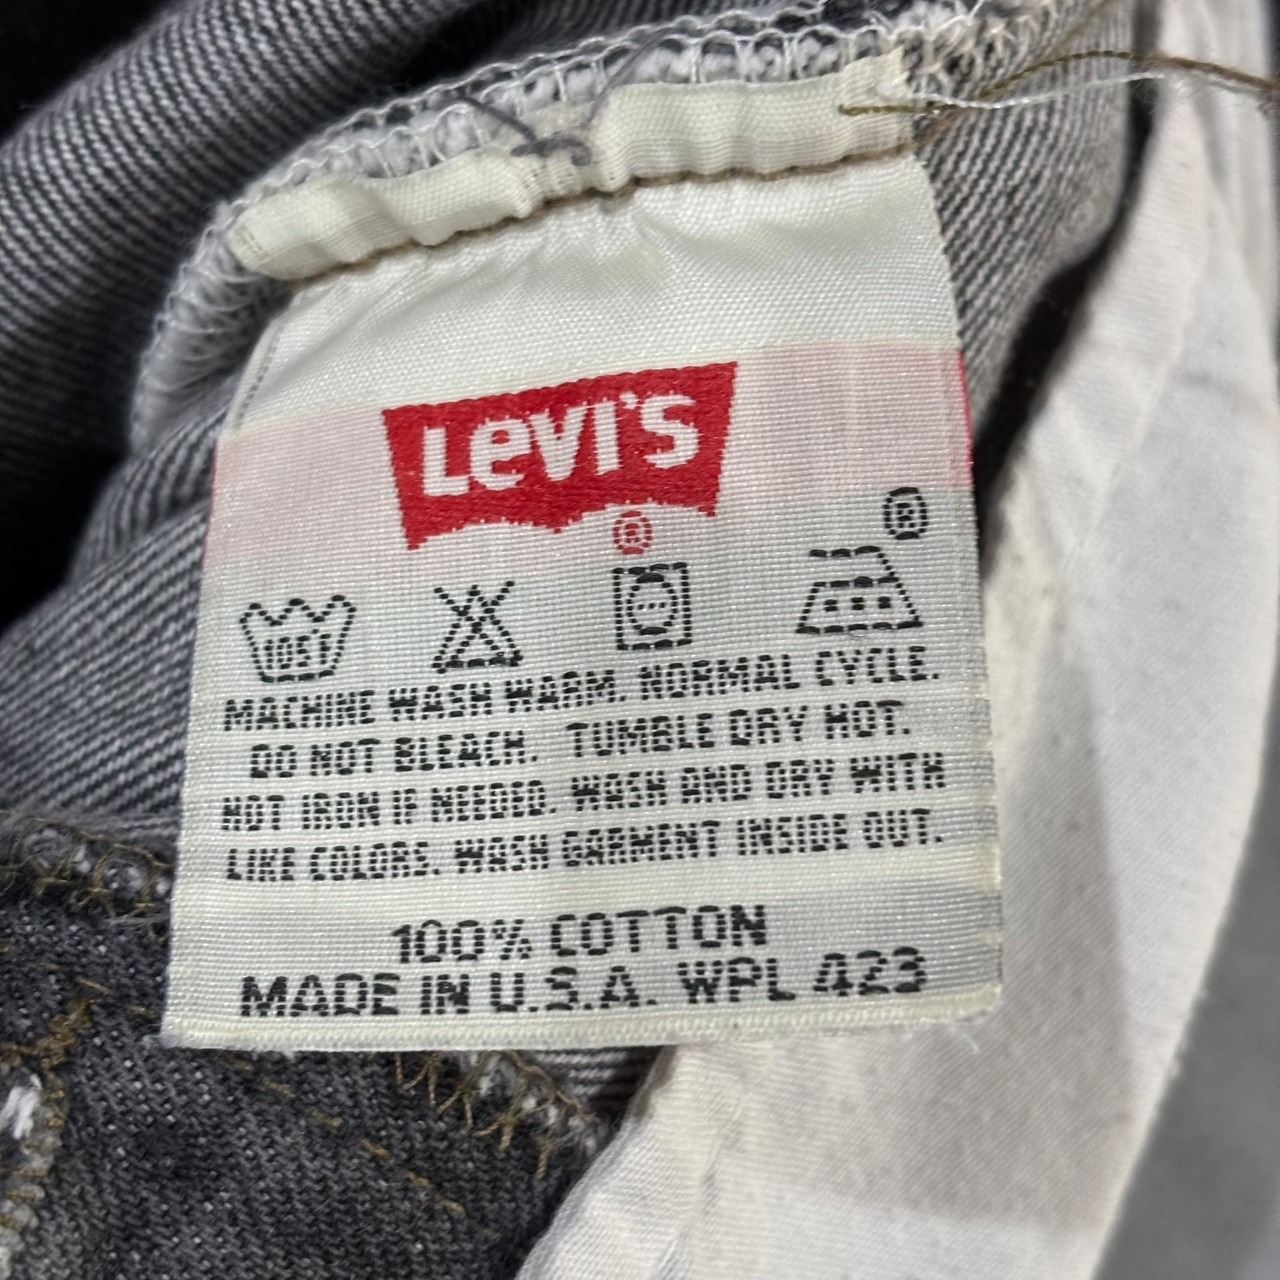 LEVI'S
®
®
105F
MACHINE WASH WARM. NORMAL CYCLE.
DO NOT BLEACH. TUMBLE DRY HOT.
HOT IRON IF NEEDED. WASH AND DRY WITH
LIKE COLORS. WASH GARMENT INSIDE OUT.
100% COTTON
MADE IN U.S.A. WPL 423